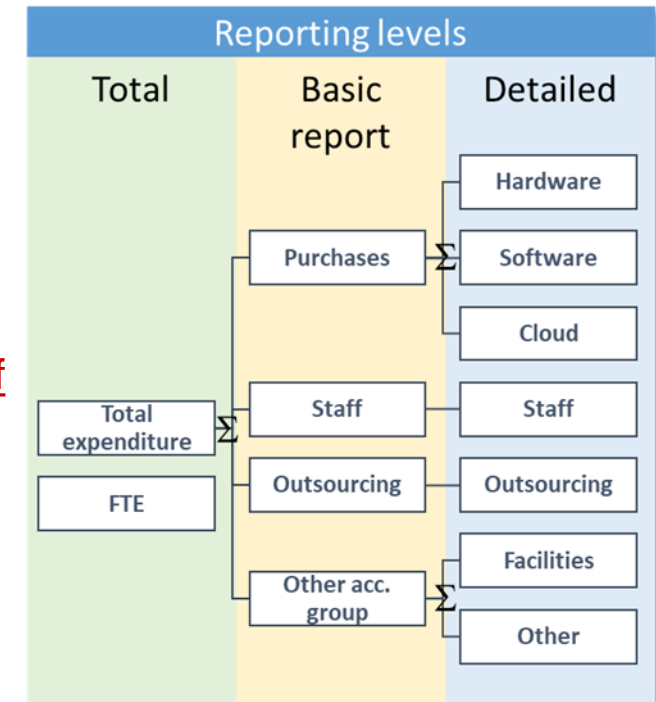 Reporting levels
Total
Basic
report
Detailed
Hardware
Purchases
Σ
Software
Cloud
f
Total
expenditure
Σ
Staff
Staff
FTE
Outsourcing
Outsourcing
Other acc.
group
Σ
Facilities
Other